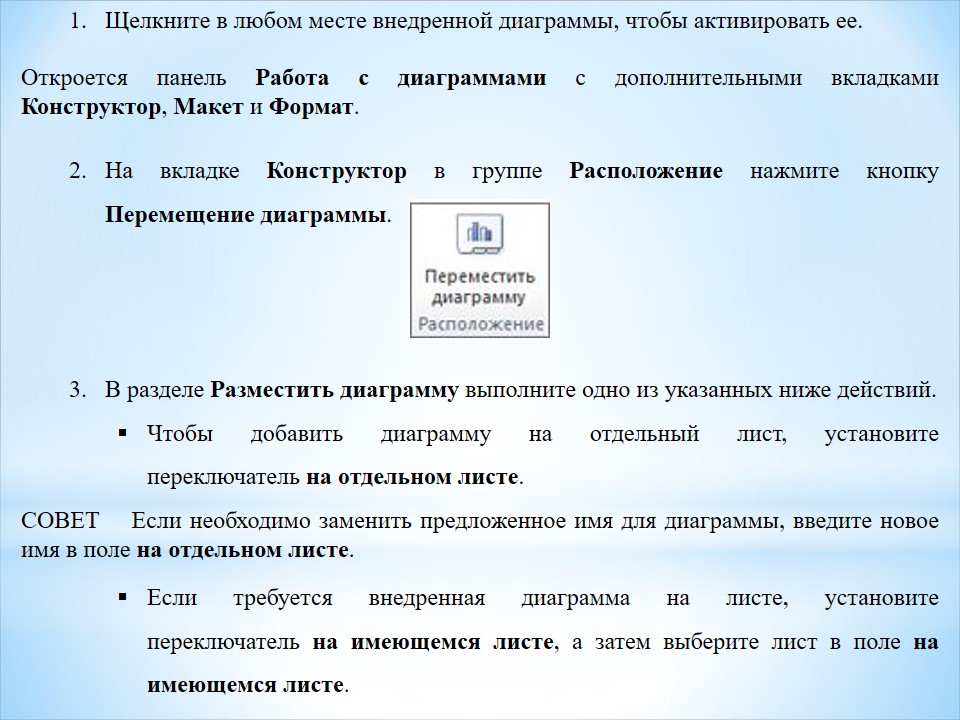 1. Щелкните в любом месте внедренной диаграммы, чтобы активировать ее.
Откроется панель Работа с диаграммами с дополнительными вкладками
Конструктор, Макет и Формат.
2. На вкладке Конструктор в группе Расположение нажмите кнопку
Перемещение диаграммы.
Переместить
диаграмму
Расположение
3. В разделе Разместить диаграмму выполните одно из указанных ниже действий.
▪ Чтобы добавить диаграмму на отдельный лист, установите
переключатель на отдельном листе.
СОВЕТ Если необходимо заменить предложенное имя для диаграммы, введите новое
имя в поле на отдельном листе.
▪ Если требуется внедренная диаграмма на листе, установите
переключатель на имеющемся листе, а затем выберите лист в поле на
имеющемся листе.